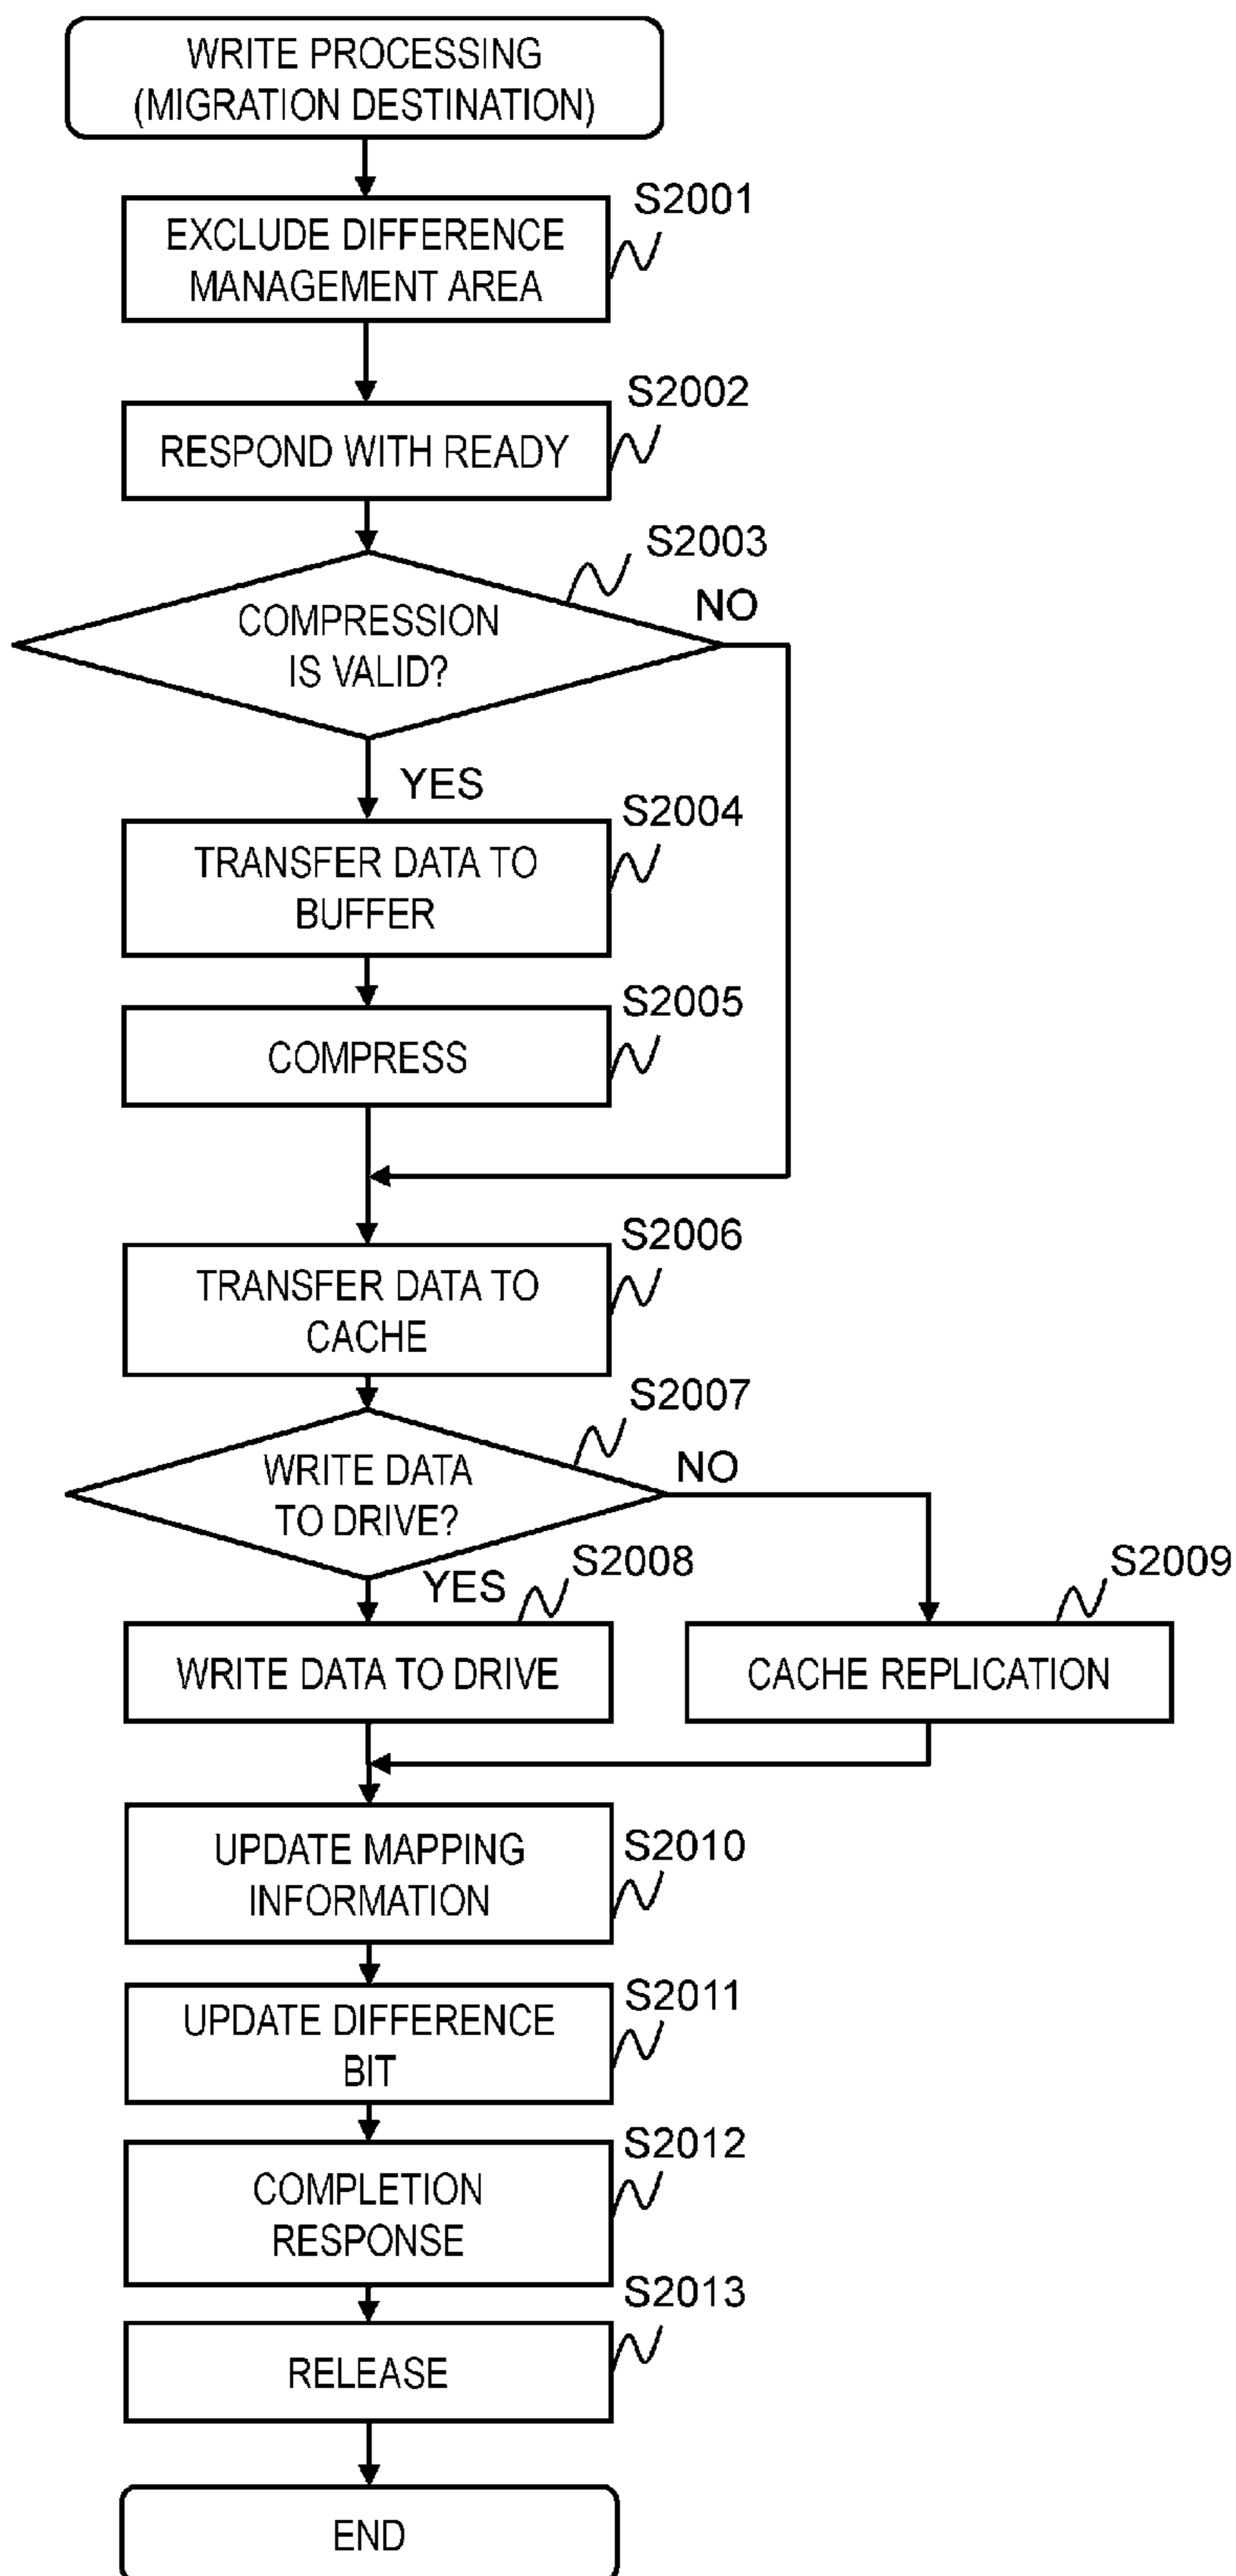 WRITE PROCESSING
(MIGRATION DESTINATION)
S2001
EXCLUDE DIFFERENCE
MANAGEMENT AREA
S2002
RESPOND WITH READY
S2003
NO
COMPRESSION
IS VALID?
YES
S2004
TRANSFER DATA TO
BUFFER
S2005
COMPRESS
S2006
TRANSFER DATA TO
CACHE
S2007
NO
WRITE DATA
TO DRIVE?
YES
S2008
S2009
WRITE DATA TO DRIVE
CACHE REPLICATION
S2010
UPDATE MAPPING
INFORMATION
S2011
UPDATE DIFFERENCE
BIT
S2012
COMPLETION
RESPONSE
S2013
RELEASE
END